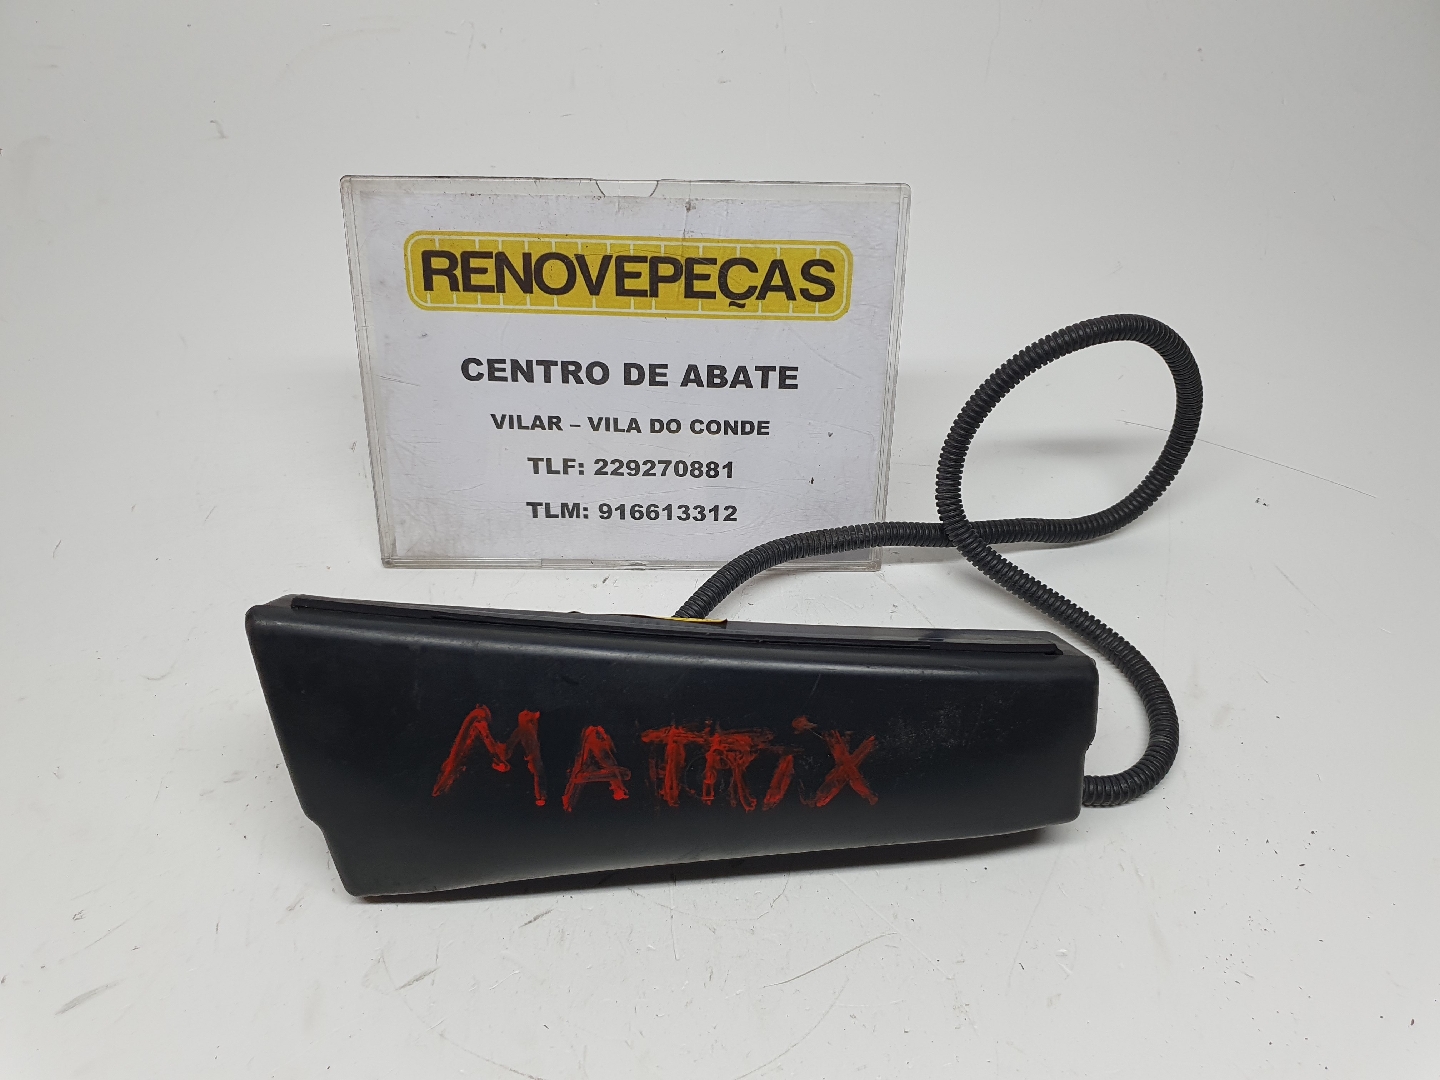 RENOVEPEÇAS
CENTRO DE ABATE
VILAR – VILA DO CONDE
TLF: 229270881
TLM: 916613312
MATRiX